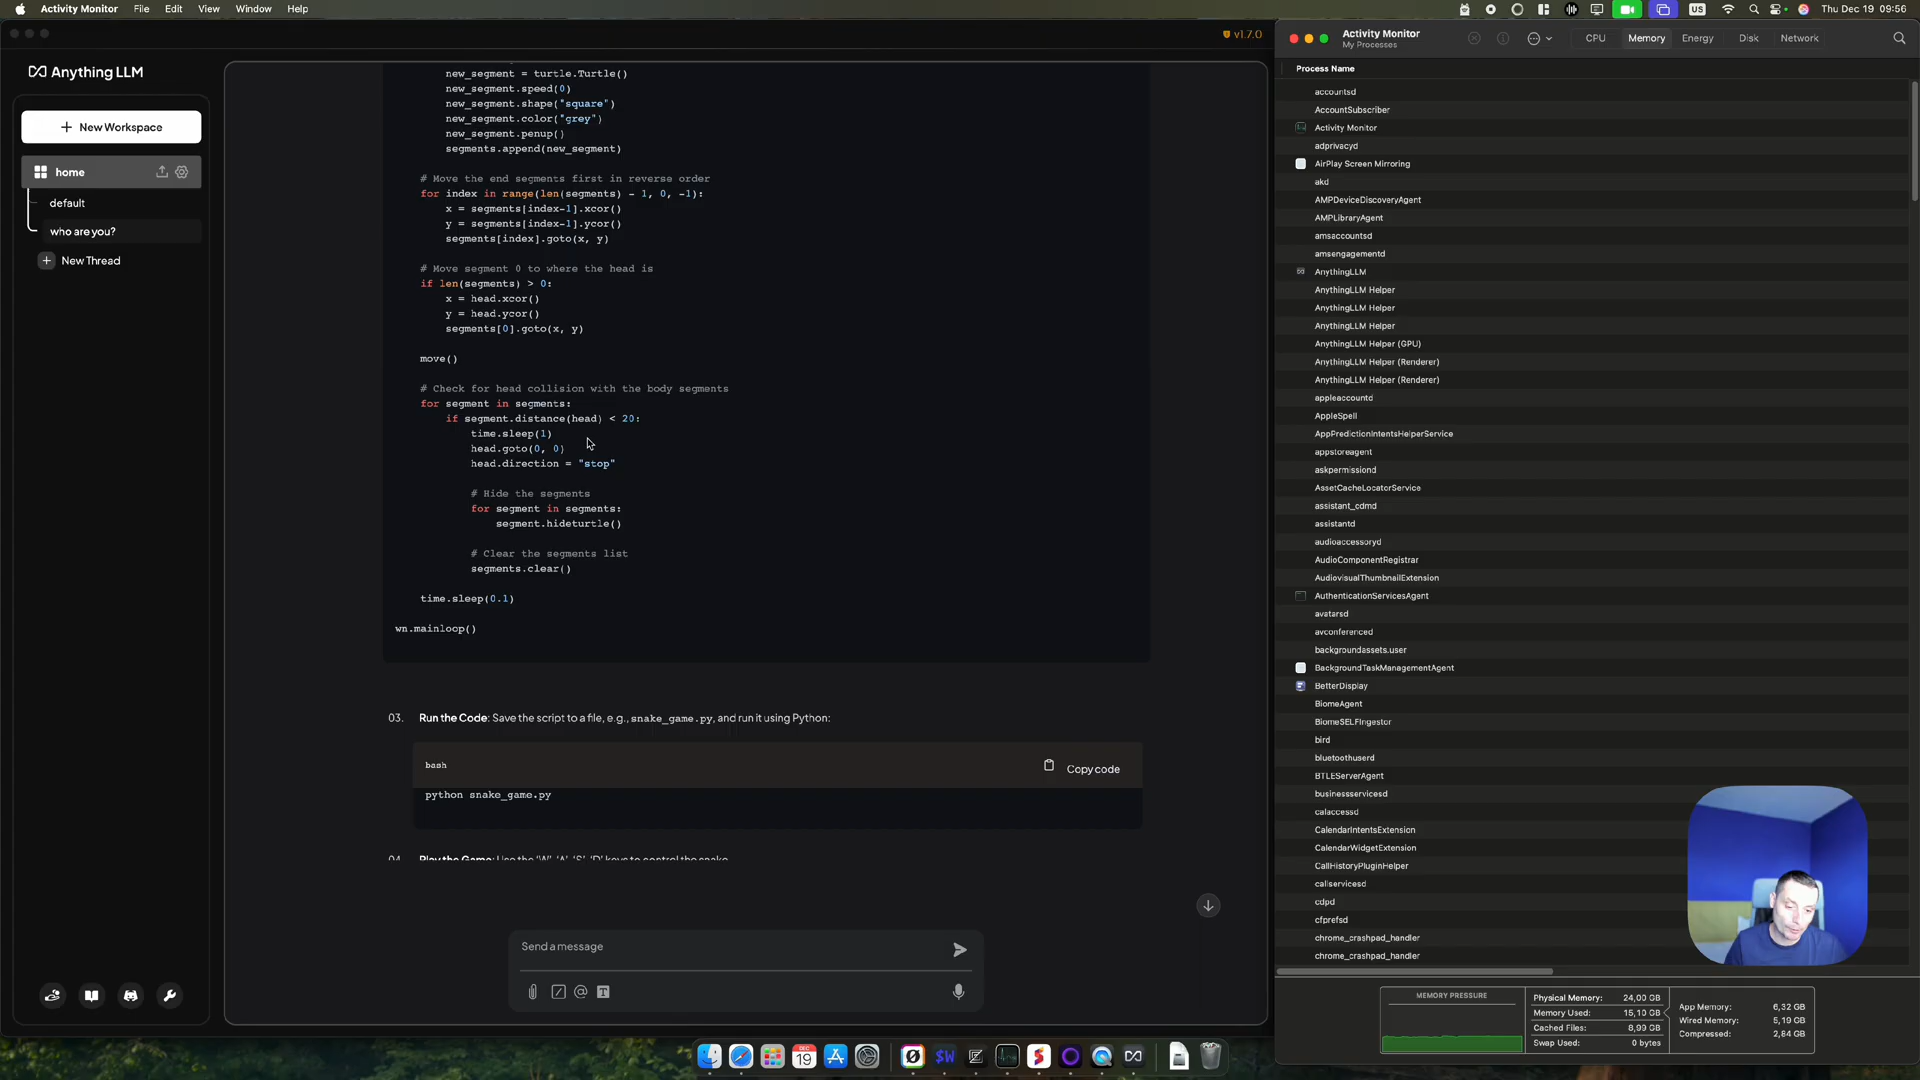 Activity Monitor File Edit View Window Help
US Thu Dec 19 09:56
v1.7.0
Anything LLM
New Workspace
home
default
who are you?
New Thread
new_segment = turtle.Turtle()
new_segment.speed(0)
new_segment.shape("square")
new_segment.color("grey")
new_segment.penup()
segments.append(new_segment)
# Move the end segments first in reverse order
for index in range(len(segments) - 1, 0, -1):
x = segments[index-1].xcor()
y = segments[index-1].ycor()
segments[index].goto(x, y)
# Move segment 0 to where the head is
if len(segments) > 0:
x = head.xcor()
y = head.ycor()
segments[0].goto(x, y)
move()
# Check for head collision with the body segments
for segment in segments:
if segment.distance(head) < 20:
time.sleep(1)
head.goto(0, 0)
head.direction = "stop"
# Hide the segments
for segment in segments:
segment.hideturtle()
# Clear the segments list
segments.clear()
time.sleep(0.1)
wn.mainloop()
03. Run the Code: Save the script to a file, e.g., snake_game.py, and run it using Python:
bash
Copy code
python snake_game.py
04. Play the Game: Use the 'W', 'A', 'S', 'D' keys to control the snake.
Send a message
Activity Monitor
My Processes
CPU Memory Energy Disk Network
Process Name
accountsd
AccountSubscriber
Activity Monitor
adprivacyd
AirPlay Screen Mirroring
akd
AMPDeviceDiscoveryAgent
AMPLibraryAgent
amsaccountsd
amsengagementd
AnythingLLM
AnythingLLM Helper
AnythingLLM Helper
AnythingLLM Helper
AnythingLLM Helper (GPU)
AnythingLLM Helper (Renderer)
AnythingLLM Helper (Renderer)
appleaccountd
AppleSpell
AppPredictionIntentsHelperService
appstoreagent
askpermissiond
AssetCacheLocatorService
assistant_cdmd
assistantd
audioaccessoryd
AudioComponentRegistrar
AudiovisualThumbnailExtension
AuthenticationServicesAgent
avatarsd
avconferenced
backgroundassets.user
BackgroundTaskManagementAgent
BetterDisplay
BiomeAgent
BiomeSELFIngestor
bird
bluetoothuserd
BTLEServerAgent
businessservicesd
calaccessd
CalendarIntentsExtension
CalendarWidgetExtension
CallHistoryPluginHelper
callservicesd
cdpd
cfprefsd
chrome_crashpad_handler
chrome_crashpad_handler
MEMORY PRESSURE
Physical Memory: 24,00 GB
Memory Used: 15,10 GB
Cached Files: 8,99 GB
Swap Used: 0 bytes
App Memory: 6,32 GB
Wired Memory: 5,19 GB
Compressed: 2,84 GB